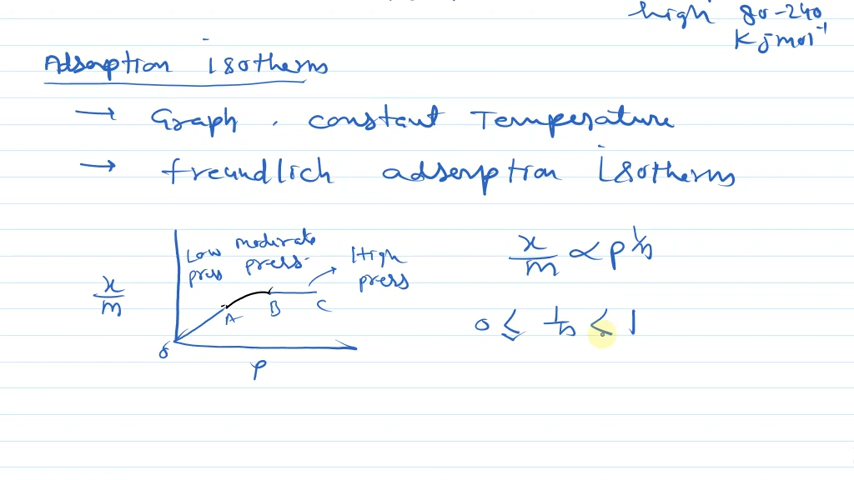 high 80-240
KJmol⁻¹
Adsorption isotherms
→ Graph, constant Temperature
→ freundlich adsorption isotherms
Low press
moderate press.
High press
x/m
A
B
C
o
P
x/m ∝ p^1/n
0 ≤ 1/n ≤ 1